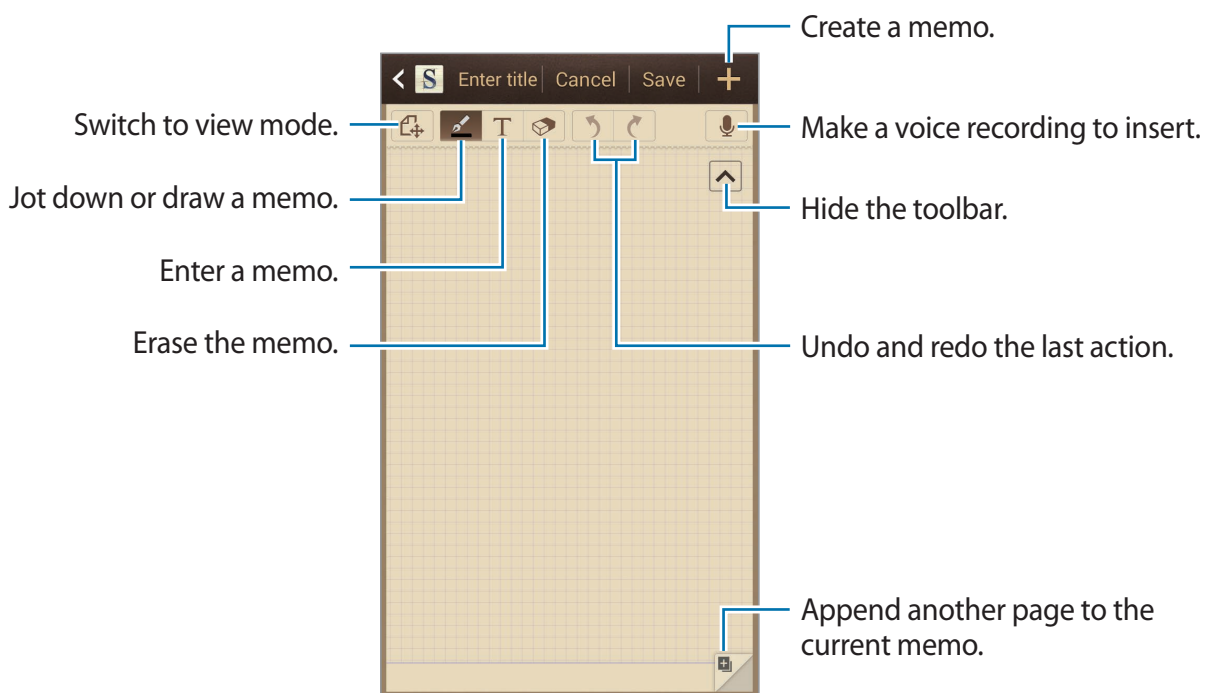 Create a memo.
S Enter title Cancel Save
Switch to view mode.
T
Make a voice recording to insert.
Jot down or draw a memo.
Hide the toolbar.
Enter a memo.
Erase the memo.
Undo and redo the last action.
Append another page to the
current memo.